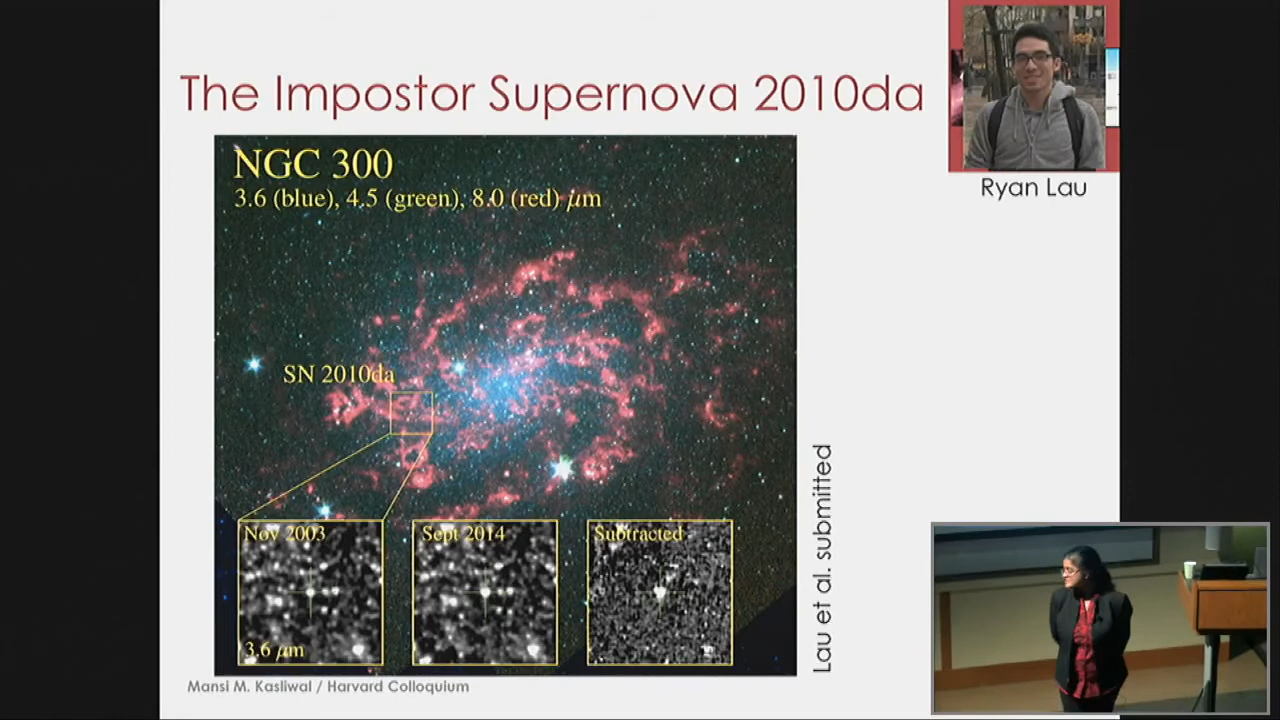 The Impostor Supernova 2010da
Ryan Lau
NGC 300
3.6 (blue), 4.5 (green), 8.0 (red) μm
SN 2010da
Nov 2003
Sept 2014
Subtracted
3.6 μm
Lau et al. submitted
Mansi M. Kasliwal / Harvard Colloquium